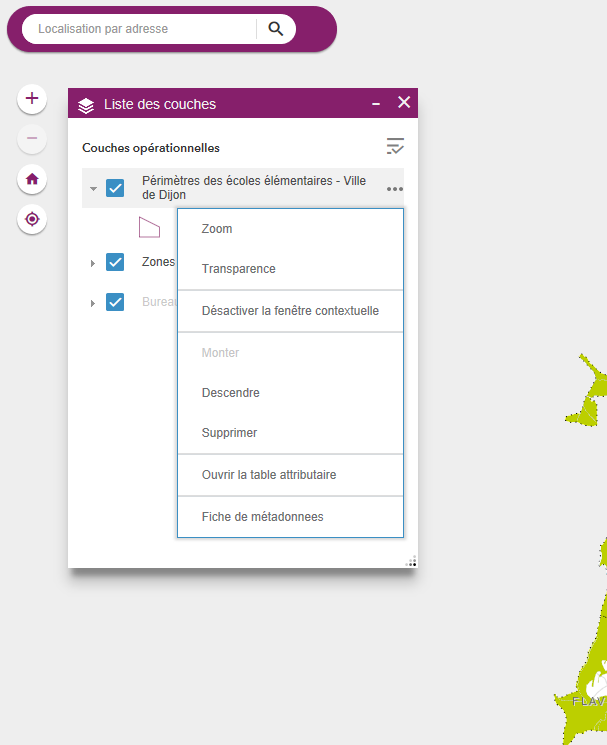 Localisation par adresse
Liste des couches
Couches opérationnelles
Périmètres des écoles élémentaires - Ville
de Dijon
Zoom
Zones
Transparence
Bureau
Désactiver la fenêtre contextuelle
Monter
Descendre
Supprimer
Ouvrir la table attributaire
Fiche de métadonnees
FLAV